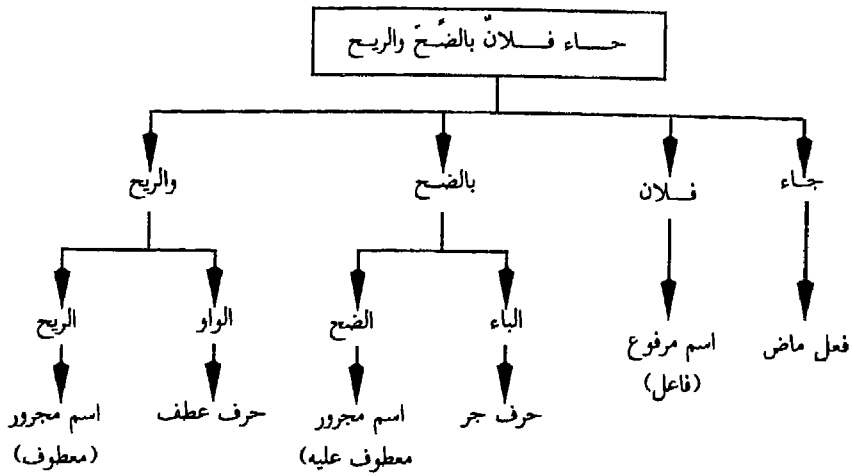 حاء فلانٌ بالضَّحّ والريح
جاء
فلان
بالضح
والريح
فعل ماض
اسم مرفوع
(فاعل)
الباء
الضح
الواو
الريح
حرف جر
اسم مجرور
معطوف عليه)
حرف عطف
اسم مجرور
(معطوف)